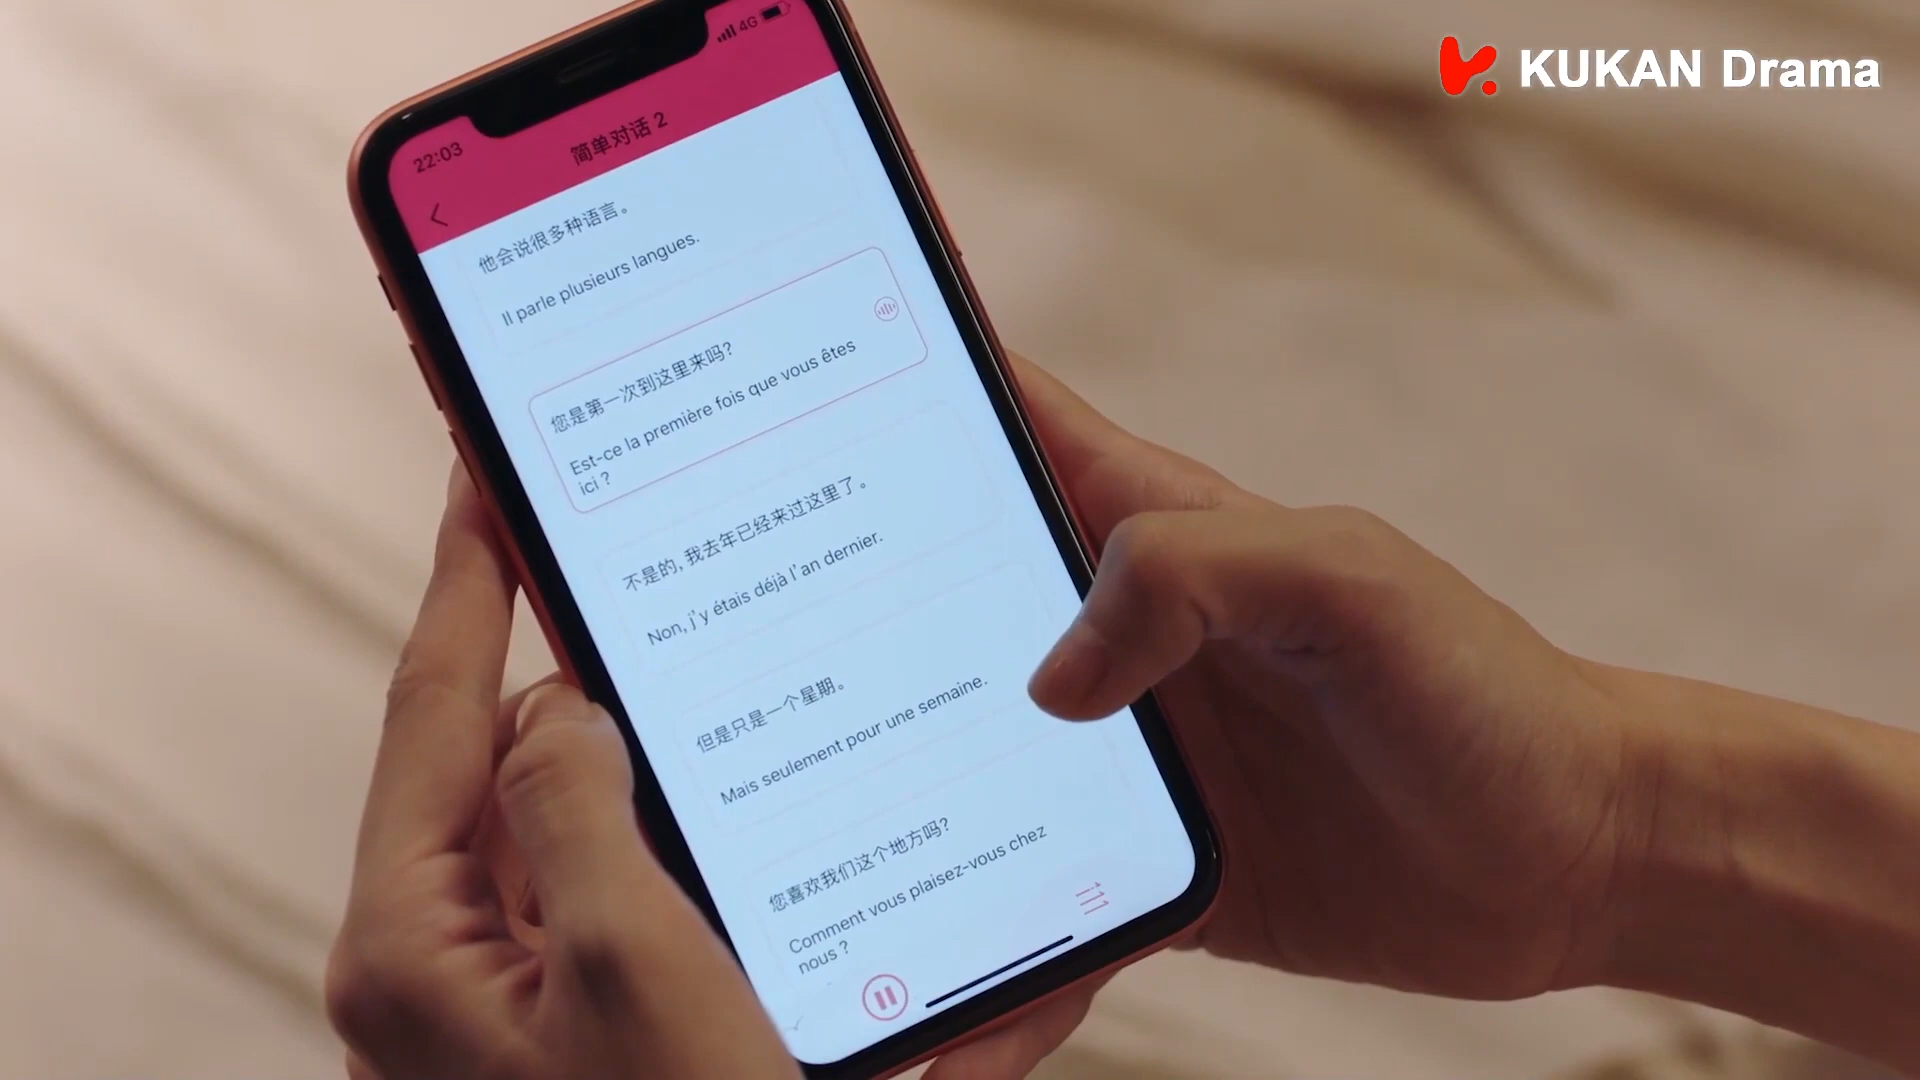 KUKAN Drama
4G
22:03
简单对话 2
他会说很多种语言。
Il parle plusieurs langues.
您是第一次到这里来吗?
Est-ce la première fois que vous êtes
ici ?
不是的,我去年已经来过这里了。
Non, j'y étais déjà l'an dernier.
但是只是一个星期。
Mais seulement pour une semaine.
您喜欢我们这个地方吗?
Comment vous plaisez-vous chez
nous ?